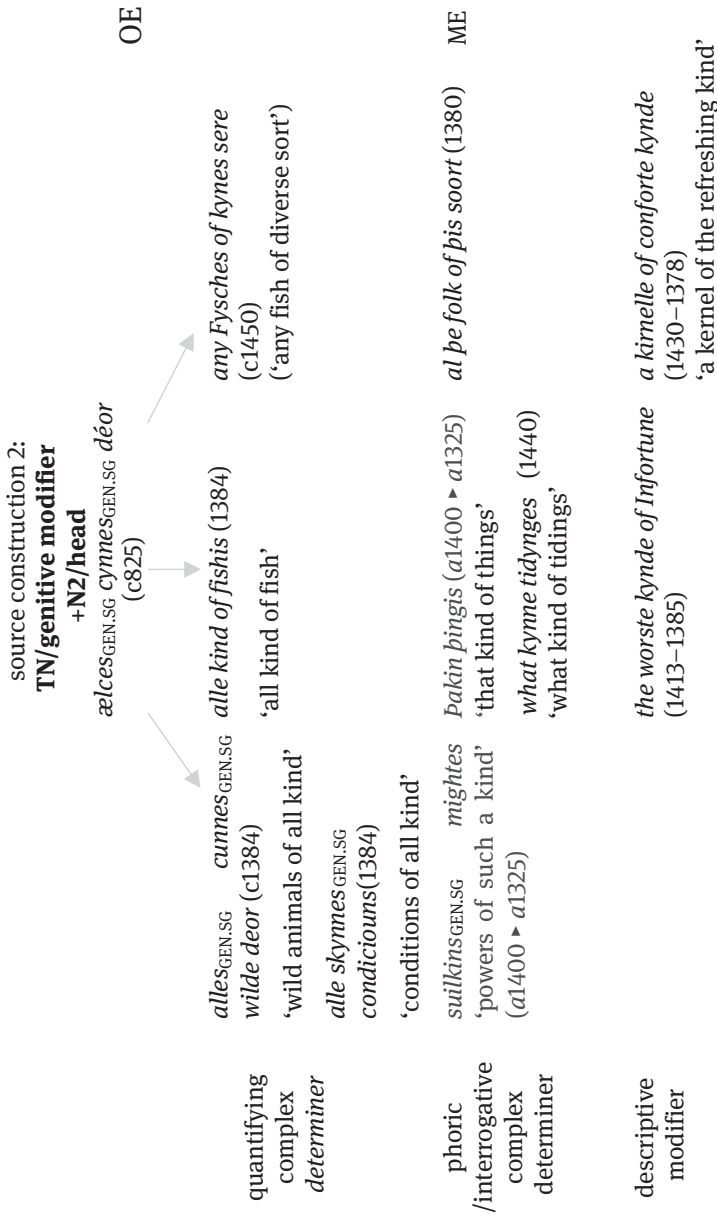 source construction 2:
TN/genitive modifier
+N2/head
ælcesGEN.SG cynnesGEN.SG déor
(c825)
OE
quantifying
complex
determiner
allesGEN.SG cunnesGEN.SG
wilde deor (c1384)
‘wild animals of all kind’
alle skynnes GEN.SG
condiciouns(1384)
‘conditions of all kind’
alle kind of fishis (1384)
‘all kind of fish’
any Fysches of kynes sere
(c1450)
(‘any fish of diverse sort’)
phoric
/interrogative
complex
determiner
suilkinsGEN.SG mightes
‘powers of such a kind’
(a1400 ▸ a1325)
Þakin þingis (a1400 ▸ a1325)
‘that kind of things’
what kynne tidynges (1440)
‘what kind of tidings’
al þe folk of þis soort (1380)
ME
descriptive
modifier
the worste kynde of Infortune
(1413–1385)
a kirnelle of conforte kynde
(1430–1378)
‘a kernel of the refreshing kind’